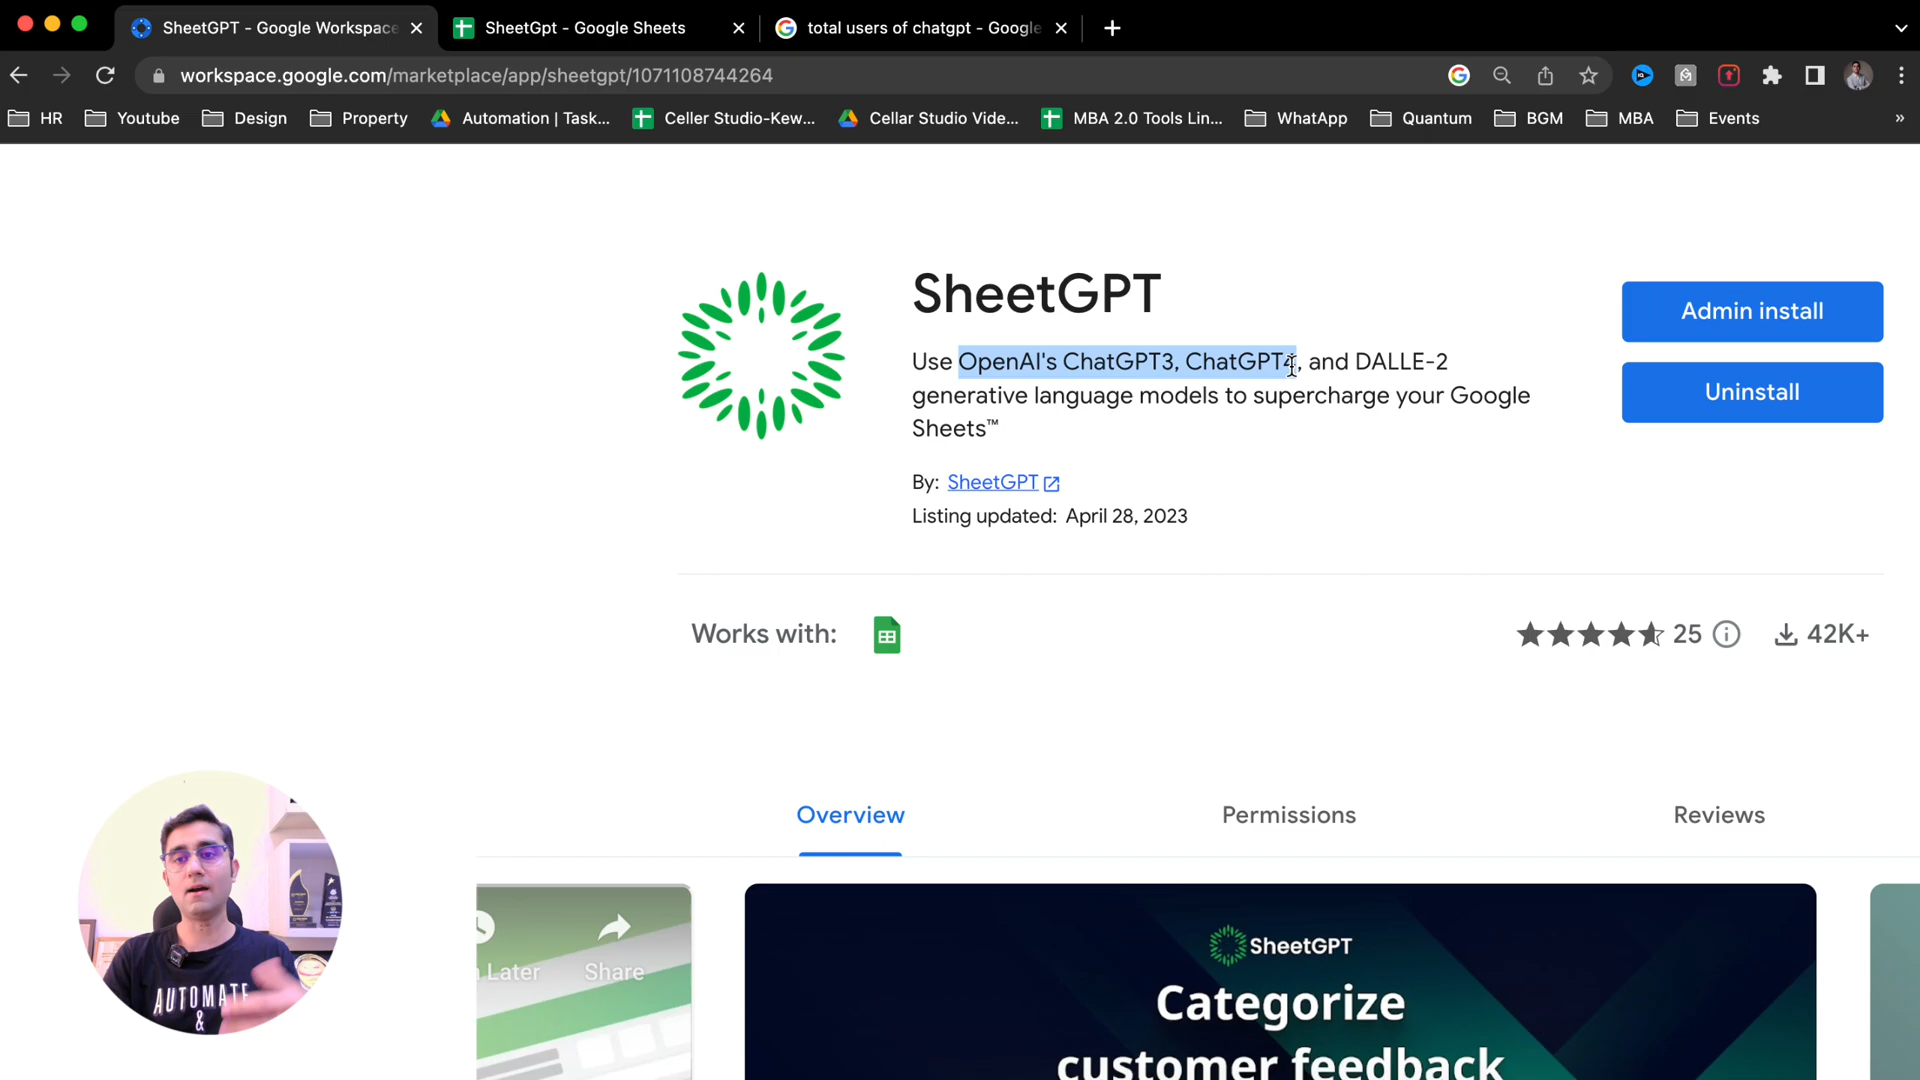 SheetGPT - Google Workspace
SheetGpt - Google Sheets
total users of chatgpt - Google
workspace.google.com/marketplace/app/sheetgpt/1071108744264
HR
Youtube
Design
Property
Automation | Task...
Celler Studio-Kew...
Cellar Studio Vide...
MBA 2.0 Tools Lin...
WhatsApp
Quantum
BGM
MBA
Events
»
SheetGPT
Use OpenAI's ChatGPT3, ChatGPT4, and DALLE-2
generative language models to supercharge your Google
Sheets™
By: SheetGPT
Listing updated: April 28, 2023
Admin install
Uninstall
Works with:
25
42K+
Overview
Permissions
Reviews
Later
Share
SheetGPT
Categorize
customer feedback
AUTOMATE
&